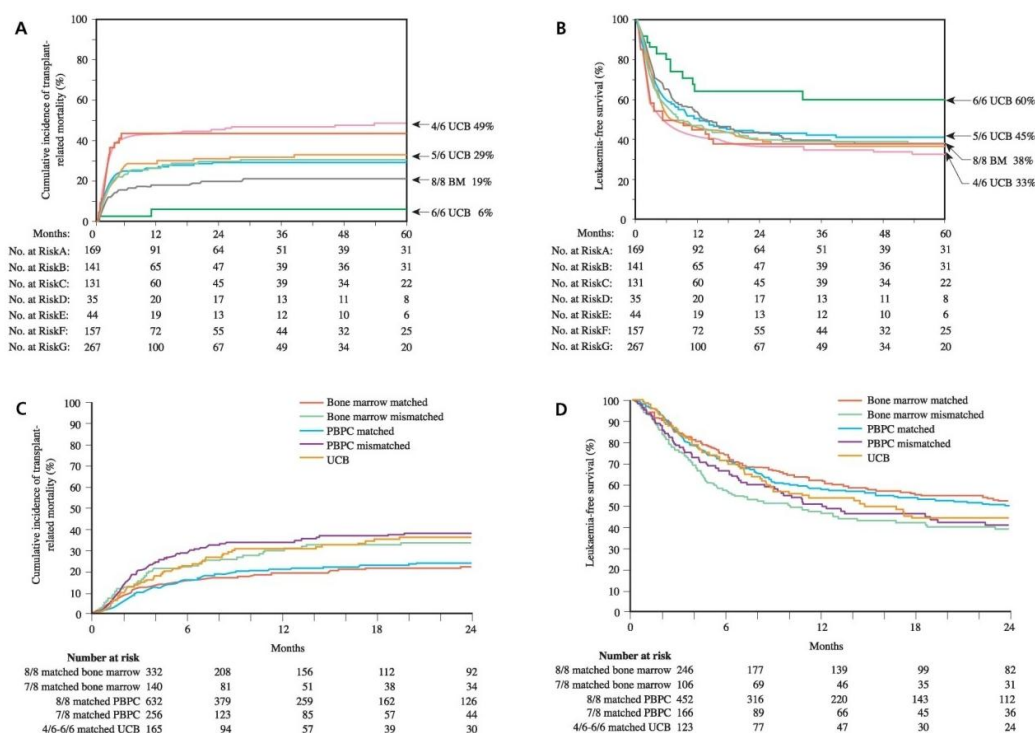 A
Cumulative incidence of transplant-
related mortality (%)
100
80
60
40
20
0
4/6 UCB 49%
5/6 UCB 29%
8/8 BM 19%
6/6 UCB 6%
Months: 0 12 24 36 48 60
No. at RiskA: 169 91 64 51 39 31
No. at RiskB: 141 65 47 39 36 31
No. at RiskC: 131 60 45 39 34 22
No. at RiskD: 35 20 17 13 11 8
No. at RiskE: 44 19 13 12 10 6
No. at RiskF: 157 72 55 44 32 25
No. at RiskG: 267 100 67 49 34 20
B
Leukaemia-free survival (%)
100
80
60
40
20
0
6/6 UCB 60%
5/6 UCB 45%
8/8 BM 38%
4/6 UCB 33%
Months: 0 12 24 36 48 60
No. at RiskA: 169 92 64 51 39 31
No. at RiskB: 141 65 47 39 36 31
No. at RiskC: 131 60 45 39 34 22
No. at RiskD: 35 20 17 13 11 8
No. at RiskE: 44 19 13 12 10 6
No. at RiskF: 157 72 55 44 32 25
No. at RiskG: 267 100 67 49 34 20
C
Cumulative incidence of transplant-
related mortality (%)
100
90
80
70
60
50
40
30
20
10
0
Bone marrow matched
Bone marrow mismatched
PBPC matched
PBPC mismatched
UCB
0 6 12 18 24
Months
Number at risk
8/8 matched bone marrow 332 208 156 112 92
7/8 matched bone marrow 140 81 51 38 34
8/8 matched PBPC 632 379 259 162 126
7/8 matched PBPC 256 123 85 57 44
4/6-6/6 matched UCB 165 94 57 39 30
D
Leukaemia-free survival (%)
100
90
80
70
60
50
40
30
20
10
0
Bone marrow matched
Bone marrow mismatched
PBPC matched
PBPC mismatched
UCB
0 6 12 18 24
Months
Number at risk
8/8 matched bone marrow 246 177 139 99 82
7/8 matched bone marrow 106 69 46 35 31
8/8 matched PBPC 452 316 220 143 112
7/8 matched PBPC 166 89 66 45 36
4/6-6/6 matched UCB 123 77 47 30 24